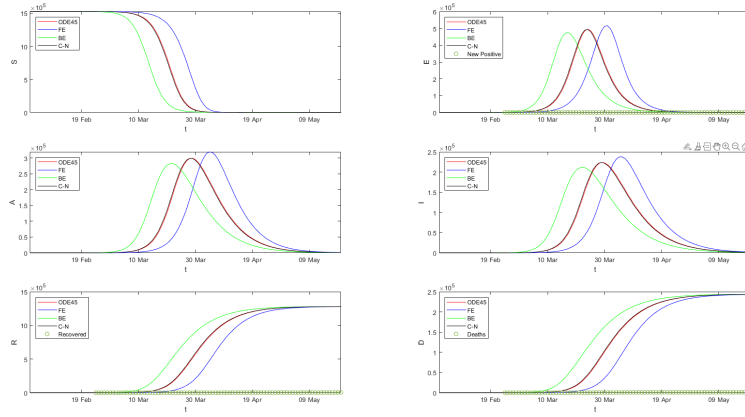 ×10^5
15
10
5
0
S
ODE45
FE
BE
C-N
19 Feb
10 Mar
30 Mar
19 Apr
09 May
t
×10^5
6
5
4
3
2
1
0
E
ODE45
FE
BE
C-N
New Positive
19 Feb
10 Mar
30 Mar
19 Apr
09 May
t
×10^5
3
2.5
2
1.5
1
0.5
0
A
ODE45
FE
BE
C-N
19 Feb
10 Mar
30 Mar
19 Apr
09 May
t
×10^5
2.5
2
1.5
1
0.5
0
I
ODE45
FE
BE
C-N
19 Feb
10 Mar
30 Mar
19 Apr
09 May
t
×10^5
15
10
5
0
R
ODE45
FE
BE
C-N
Recovered
19 Feb
10 Mar
30 Mar
19 Apr
09 May
t
×10^5
2.5
2
1.5
1
0.5
0
D
ODE45
FE
BE
C-N
Deaths
19 Feb
10 Mar
30 Mar
19 Apr
09 May
t